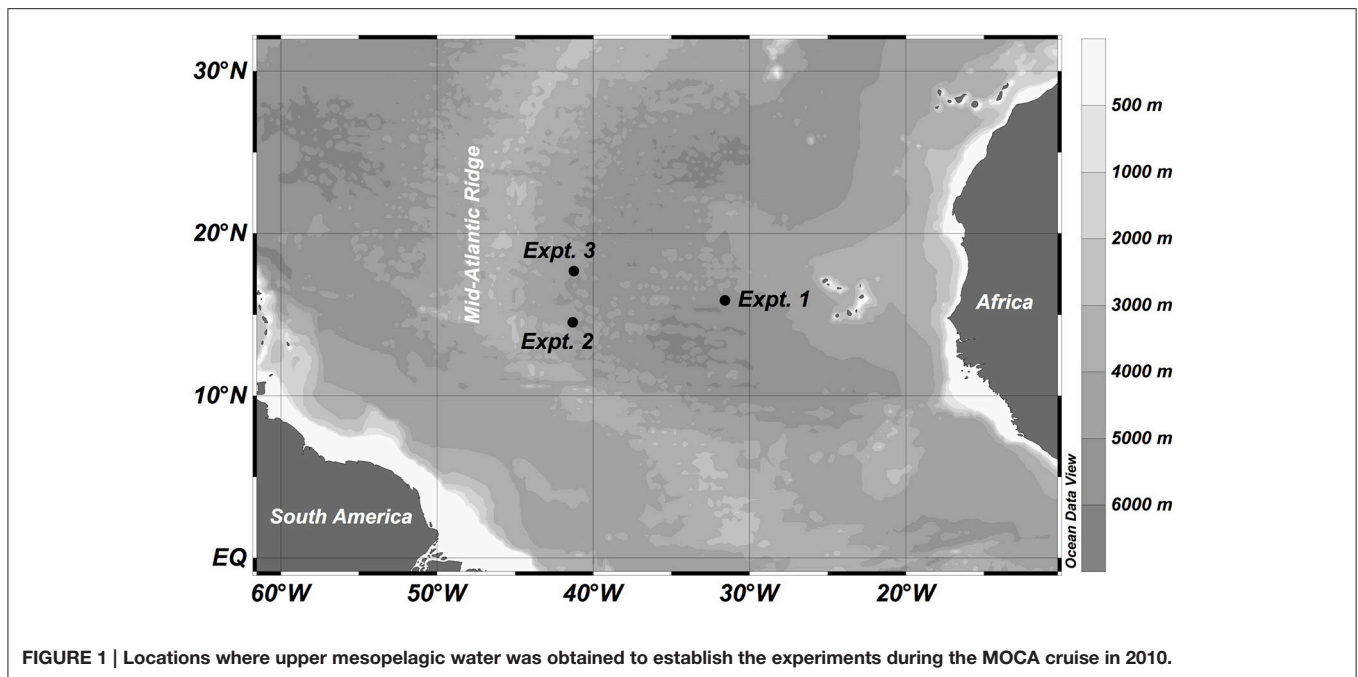 30°N
20°N
10°N
EQ
60°W
50°W
40°W
30°W
20°W
Mid-Atlantic Ridge
Expt. 3
Expt. 2
Expt. 1
Africa
South America
Ocean Data View
500 m
1000 m
2000 m
3000 m
4000 m
5000 m
6000 m
FIGURE 1 | Locations where upper mesopelagic water was obtained to establish the experiments during the MOCA cruise in 2010.